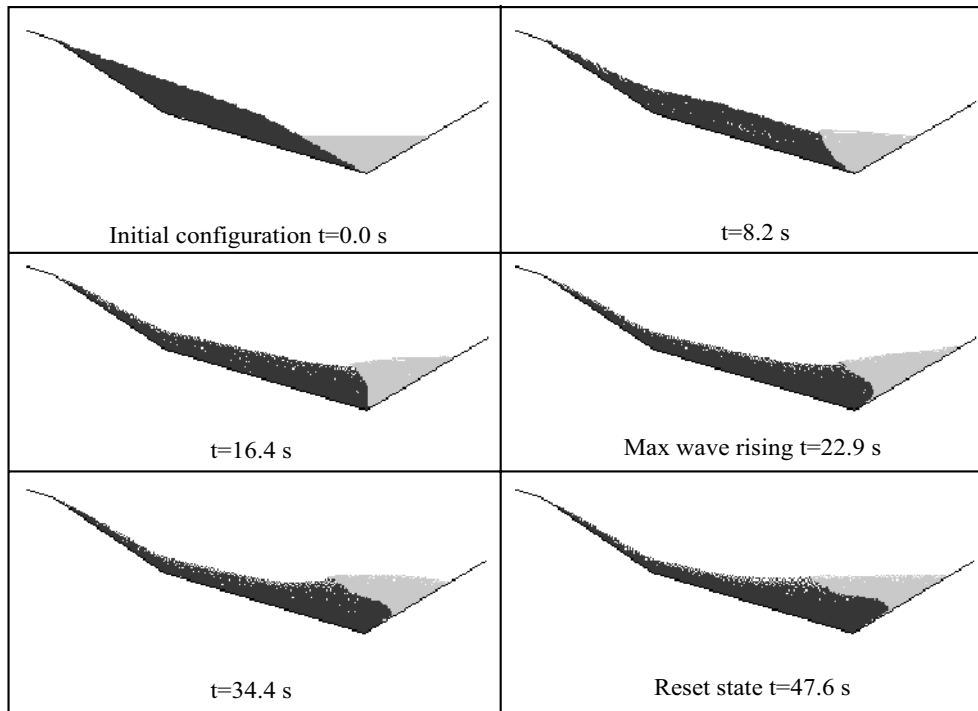 Initial configuration t=0.0 s
t=8.2 s
t=16.4 s
Max wave rising t=22.9 s
t=34.4 s
Reset state t=47.6 s